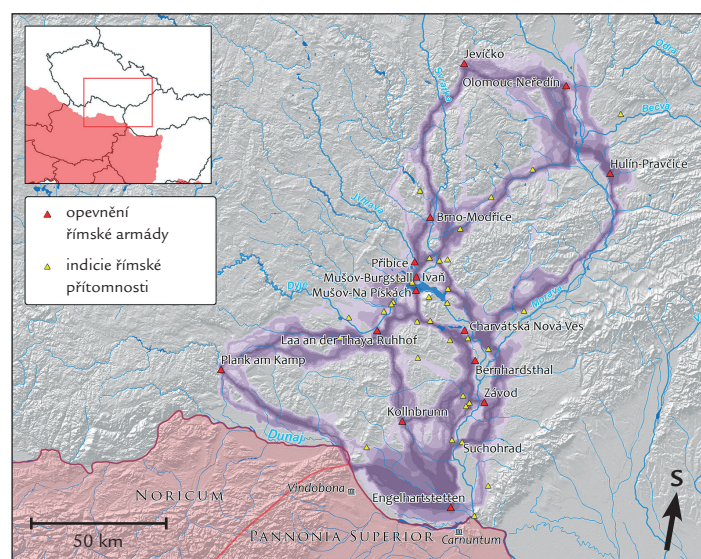 Jevíčko
Olomouc-Neředín
Odra
Svratka
Bečva
Hulín-Pravčice
Jihlava
Brno-Modřice
opevnění
římské armády
indicie římské
přítomnosti
Přibice
Mušov-Burgstall
Ivaň
Mušov-Na Pískách
Dyje
Morava
Charvátská Nová Ves
Laa an der Thaya-Ruhhof
Plank am Kamp
Bernhardsthal
Závod
Kollnbrunn
Dunaj
Suchohrad
Noricum
Vindobona
Engelhartstetten
Carnuntum
Pannonia Superior
50 km
S